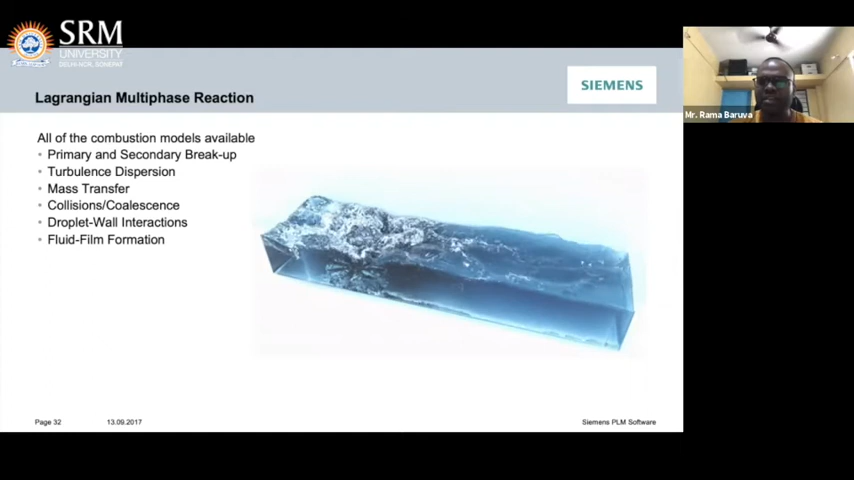 SRM
UNIVERSITY
DELHI-NCR, SONEPAT
SIEMENS
Mr. Rama Baruva
Lagrangian Multiphase Reaction
All of the combustion models available
• Primary and Secondary Break-up
• Turbulence Dispersion
• Mass Transfer
• Collisions/Coalescence
• Droplet-Wall Interactions
• Fluid-Film Formation
Page 32
13.09.2017
Siemens PLM Software